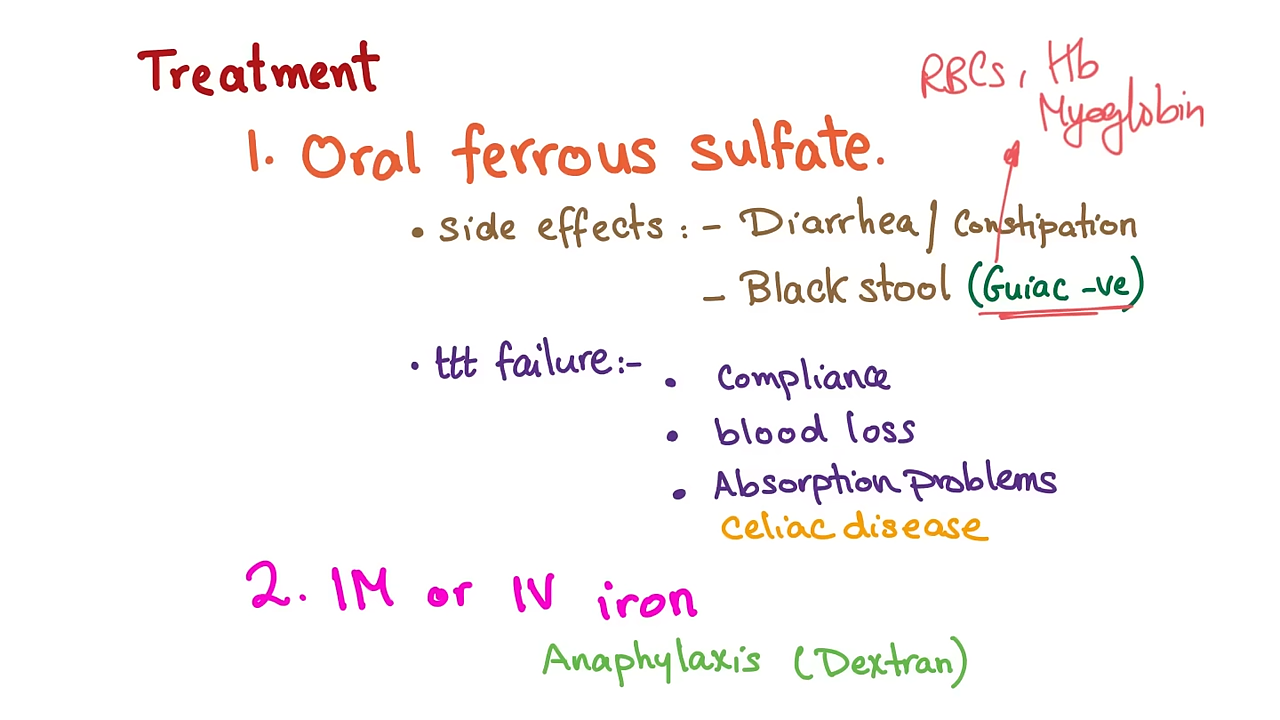 Treatment
RBCs, Hb
Myoglobin
1. Oral ferrous sulfate.
• side effects : - Diarrhea / Constipation
- Black stool (Guiac -ve)
• ttt failure:-
• Compliance
• blood loss
• Absorption problems
Celiac disease
2. IM or IV iron
Anaphylaxis (Dextran)